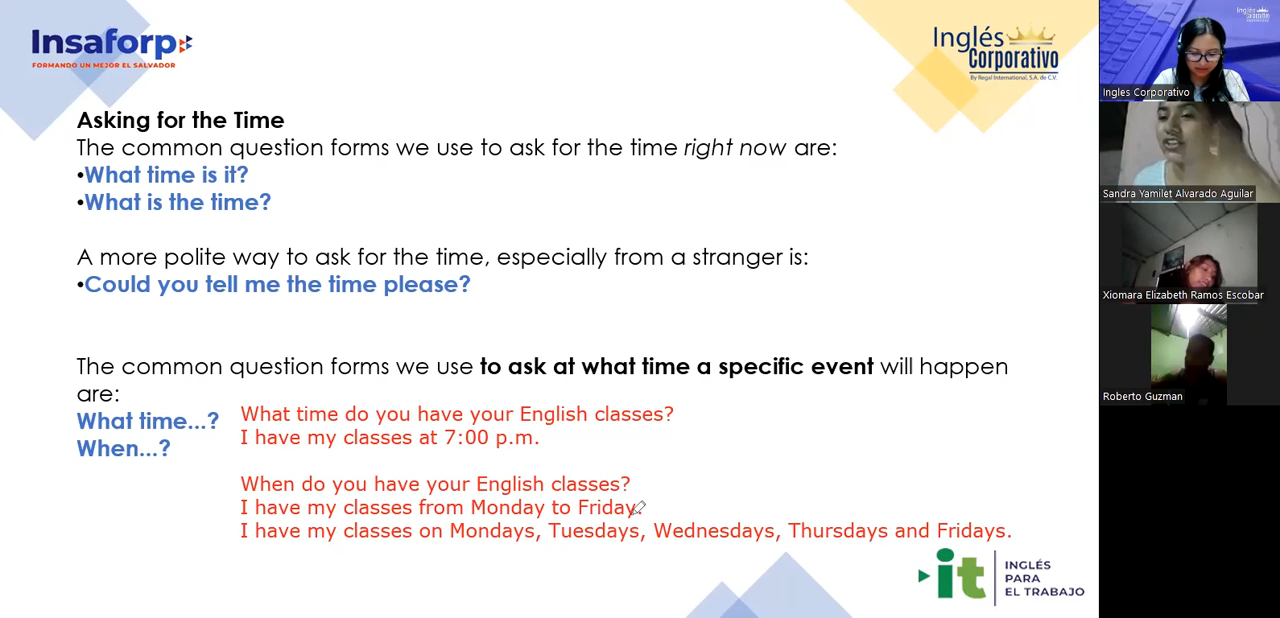 Insaforp
FORMANDO UN MEJOR EL SALVADOR
Inglés
Corporativo
By Regal International, S.A. de C.V.
Asking for the Time
The common question forms we use to ask for the time right now are:
•What time is it?
•What is the time?
A more polite way to ask for the time, especially from a stranger is:
•Could you tell me the time please?
The common question forms we use to ask at what time a specific event will happen
are:
What time...?
When...?
What time do you have your English classes?
I have my classes at 7:00 p.m.
When do you have your English classes?
I have my classes from Monday to Friday.
I have my classes on Mondays, Tuesdays, Wednesdays, Thursdays and Fridays.
it
INGLÉS
PARA
EL TRABAJO
Inglés
Ingles Corporativo
Sandra Yamilet Alvarado Aguilar
Xiomara Elizabeth Ramos Escobar
Roberto Guzman